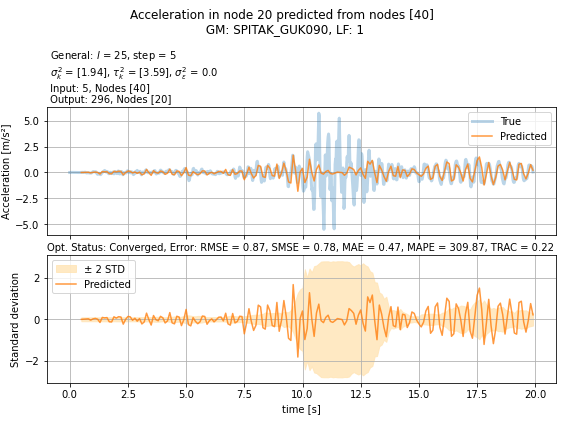 Acceleration in node 20 predicted from nodes [40]
GM: SPITAK_GUK090, LF: 1
General: l = 25, step = 5
σ²ₖ = [1.94], τ²ₖ = [3.59], σ²ε = 0.0
Input: 5, Nodes [40]
Output: 296, Nodes [20]
Acceleration [m/s²]
5.0
2.5
0.0
−2.5
−5.0
True
Predicted
Opt. Status: Converged, Error: RMSE = 0.87, SMSE = 0.78, MAE = 0.47, MAPE = 309.87, TRAC = 0.22
Standard deviation
2
0
−2
± 2 STD
Predicted
0.0 2.5 5.0 7.5 10.0 12.5 15.0 17.5 20.0
time [s]